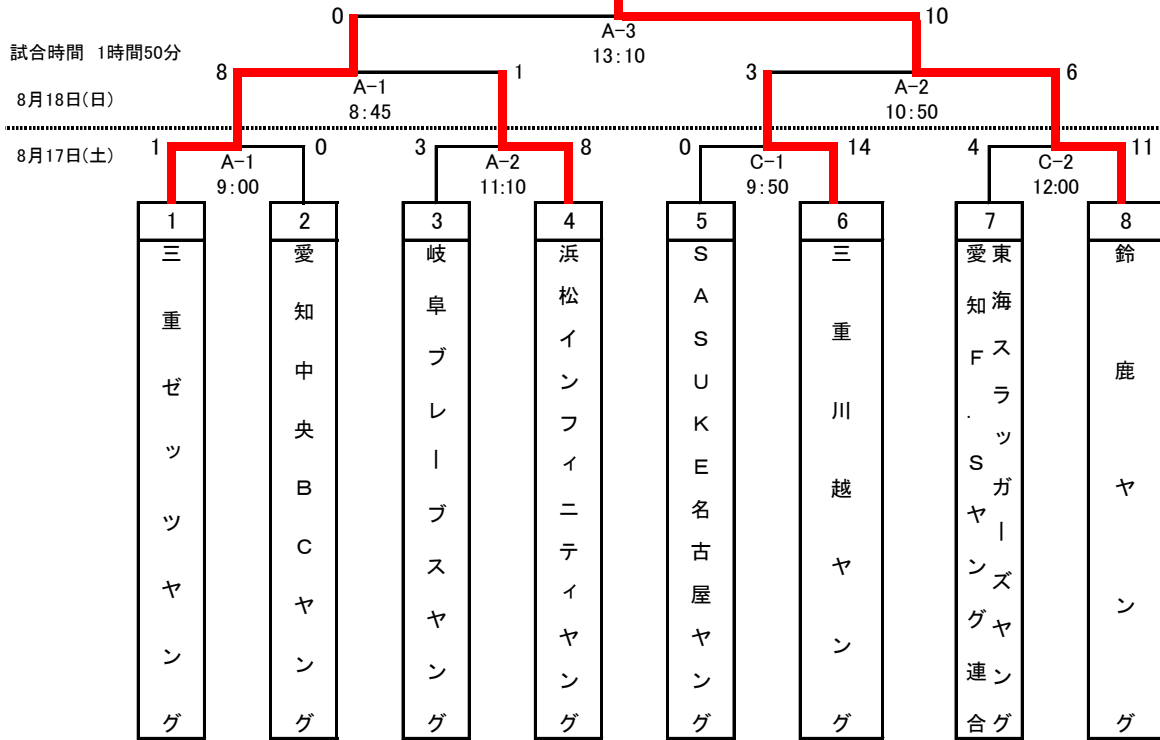 0
10
A-3
13:10
試合時間 1時間50分
8
1
3
6
A-1
8:45
A-2
10:50
8月18日(日)
8月17日(土)
1
0
3
8
0
14
4
11
A-1
9:00
A-2
11:10
C-1
9:50
C-2
12:00
1
2
3
4
5
6
7
8
三重ゼッツヤング
愛知中央BCヤング
岐阜ブレーブスヤング
浜松インフィニティヤング
SASUKE名古屋ヤング
三重川越ヤング
東海スラッガーズヤング
愛知F.Sヤング連合
鈴鹿ヤング